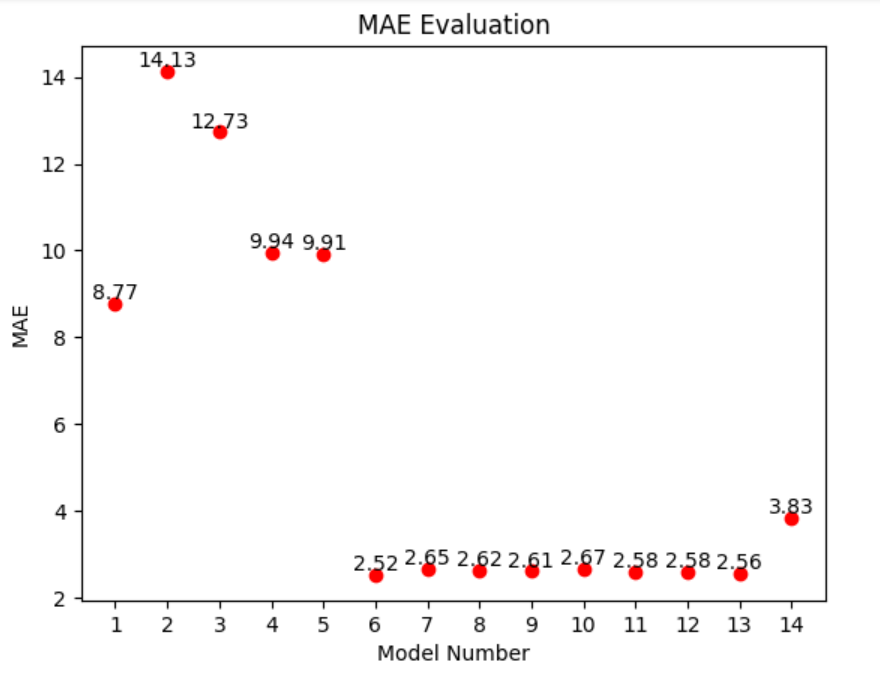 MAE Evaluation
14.13
14
12.73
12
9.94 9.91
10
8.77
MAE
8
6
4
3.83
2.52 2.65 2.62 2.61 2.67 2.58 2.58 2.56
2
1 2 3 4 5 6 7 8 9 10 11 12 13 14
Model Number